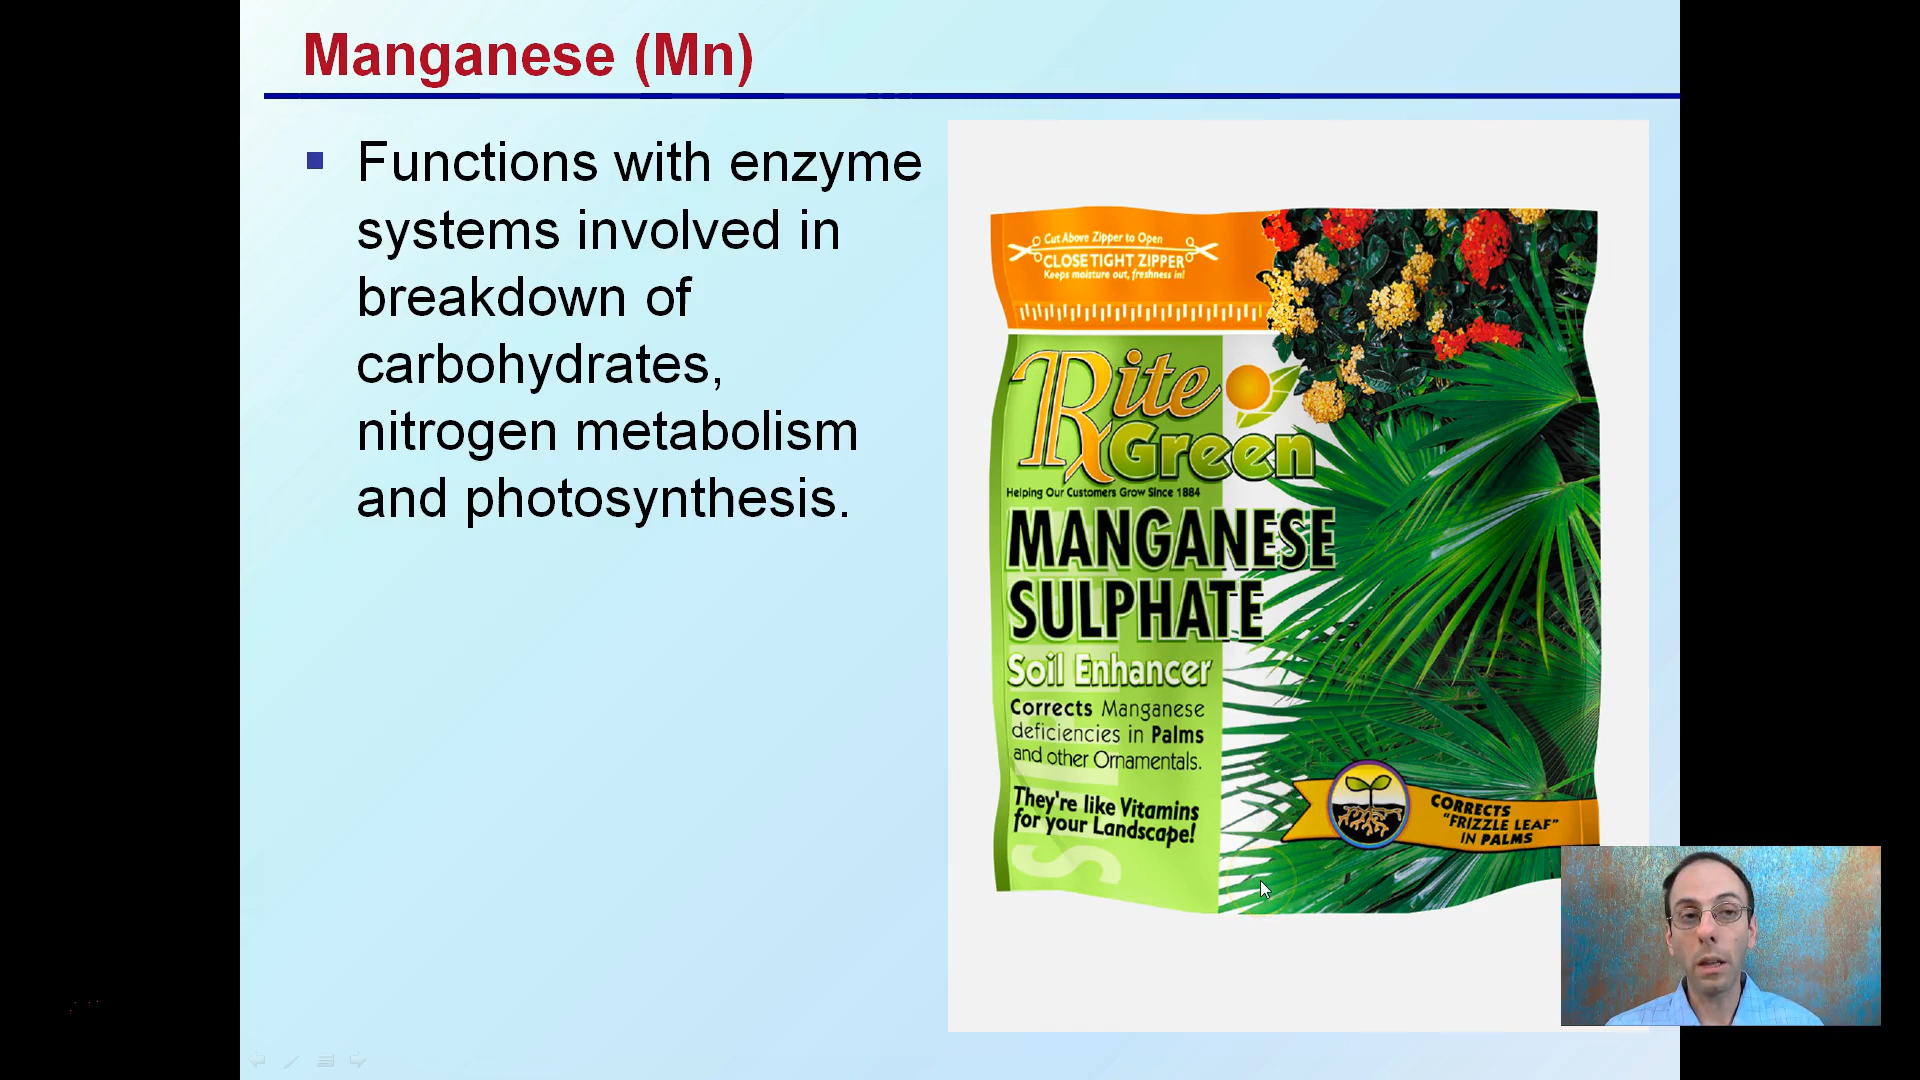 Manganese (Mn)
Functions with enzyme
systems involved in
breakdown of
carbohydrates,
nitrogen metabolism
and photosynthesis.
Cut Above Zipper to Open
CLOSE TIGHT ZIPPER
Keeps moisture out, freshness in!
Rite
Green
Helping Our Customers Grow Since 1884
MANGANESE
SULPHATE
Soil Enhancer
Corrects Manganese
deficiencies in Palms
and other Ornamentals.
They're like Vitamins
for your Landscape!
CORRECTS
"FRIZZLE LEAF"
IN PALMS